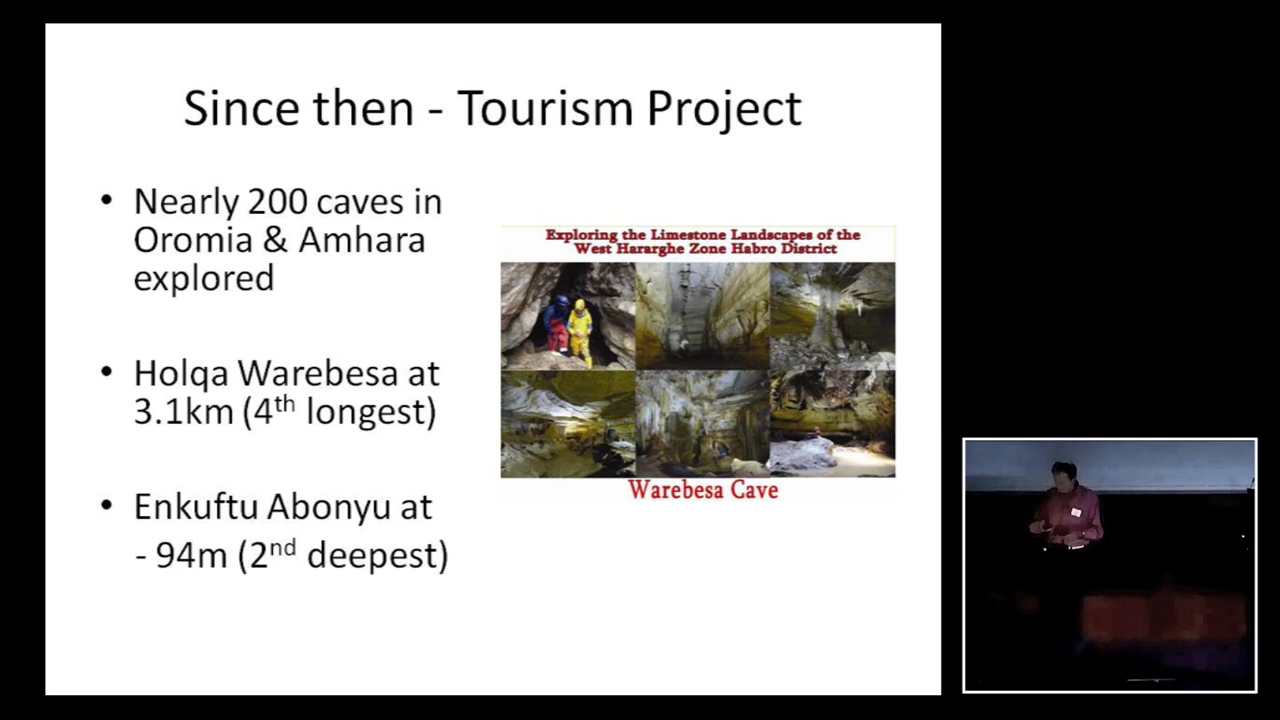 Since then - Tourism Project
• Nearly 200 caves in
Oromia & Amhara
explored
• Holqa Warebesa at
3.1km (4th longest)
• Enkuftu Abonyu at
- 94m (2nd deepest)
Exploring the Limestone Landscapes of the
West Hararghe Zone Habro District
Warebesa Cave